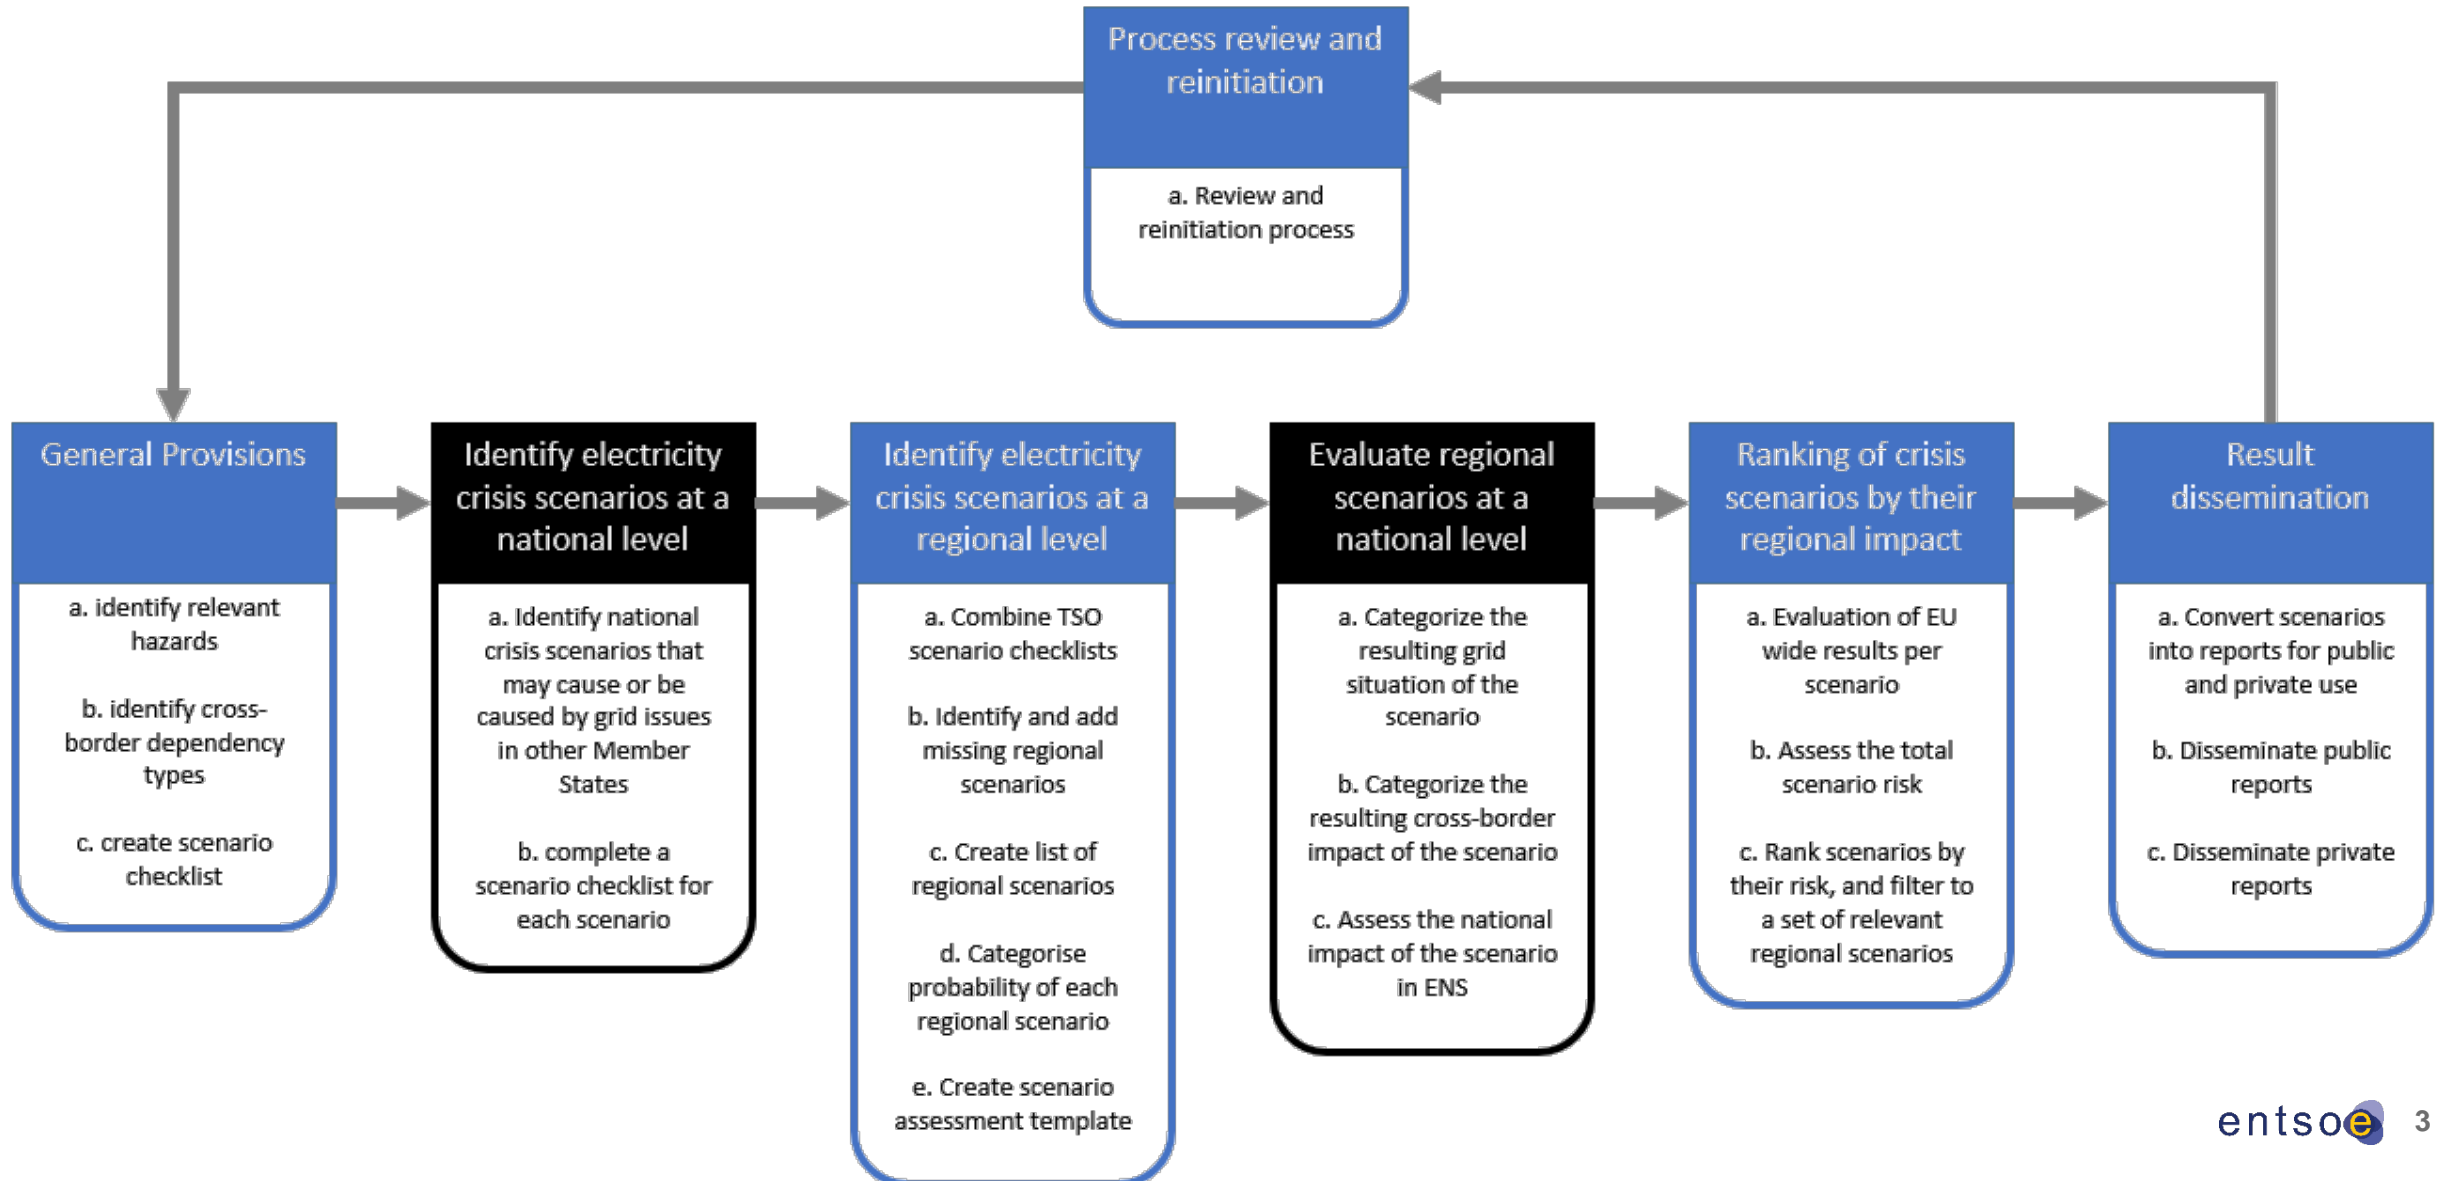 Process review and
reinitiation
a. Review and
reinitiation process
General Provisions
a. identify relevant
hazards
b. identify cross-
border dependency
types
c. create scenario
checklist
Identify electricity
crisis scenarios at a
national level
a. Identify national
crisis scenarios that
may cause or be
caused by grid issues
in other Member
States
b. complete a
scenario checklist for
each scenario
Identify electricity
crisis scenarios at a
regional level
a. Combine TSO
scenario checklists
b. Identify and add
missing regional
scenarios
c. Create list of
regional scenarios
d. Categorise
probability of each
regional scenario
e. Create scenario
assessment template
Evaluate regional
scenarios at a
national level
a. Categorize the
resulting grid
situation of the
scenario
b. Categorize the
resulting cross-border
impact of the scenario
c. Assess the national
impact of the scenario
in ENS
Ranking of crisis
scenarios by their
regional impact
a. Evaluation of EU
wide results per
scenario
b. Assess the total
scenario risk
c. Rank scenarios by
their risk, and filter to
a set of relevant
regional scenarios
Result
dissemination
a. Convert scenarios
into reports for public
and private use
b. Disseminate public
reports
c. Disseminate private
reports
entsoe
3